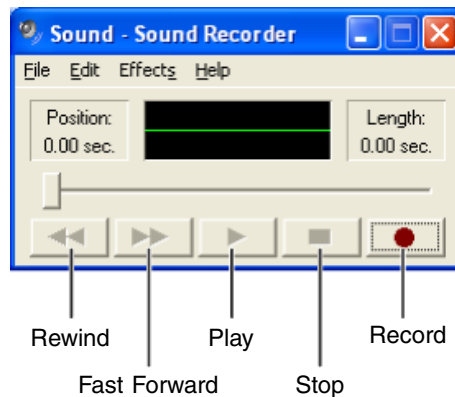 Sound - Sound Recorder
File Edit Effects Help
Position: Length:
0.00 sec. 0.00 sec.
Rewind Play Record
Fast Forward Stop